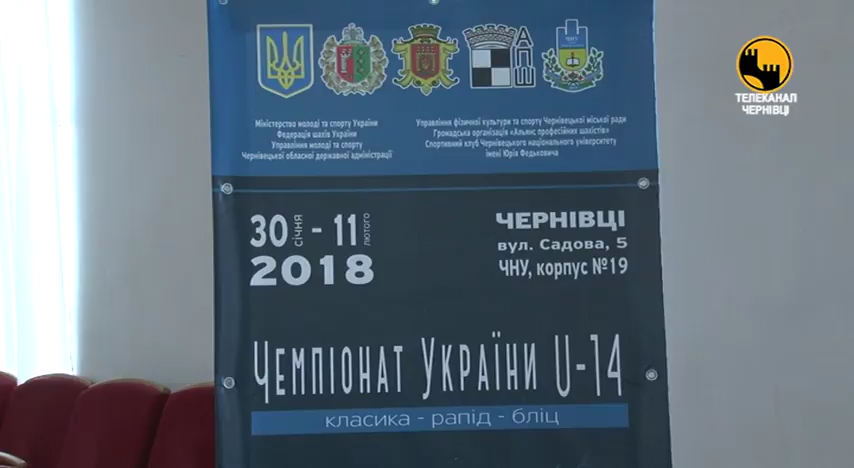 АПШ
ЧНУ
Міністерство молоді та спорту України
Федерація шахів України
Управління молоді та спорту
Чернівецької обласної державної адміністрації
Управління фізичної культури та спорту Чернівецької міської ради
Громадська організація «Альянс професійних шахістів»
Спортивний клуб Чернівецького національного університету
імені Юрія Федьковича
ТЕЛЕКАНАЛ
ЧЕРНІВЦІ
30 січня - 11 лютого
2018
ЧЕРНІВЦІ
вул. Садова, 5
ЧНУ, корпус №19
Чемпіонат України U-14
класика - рапід - бліц